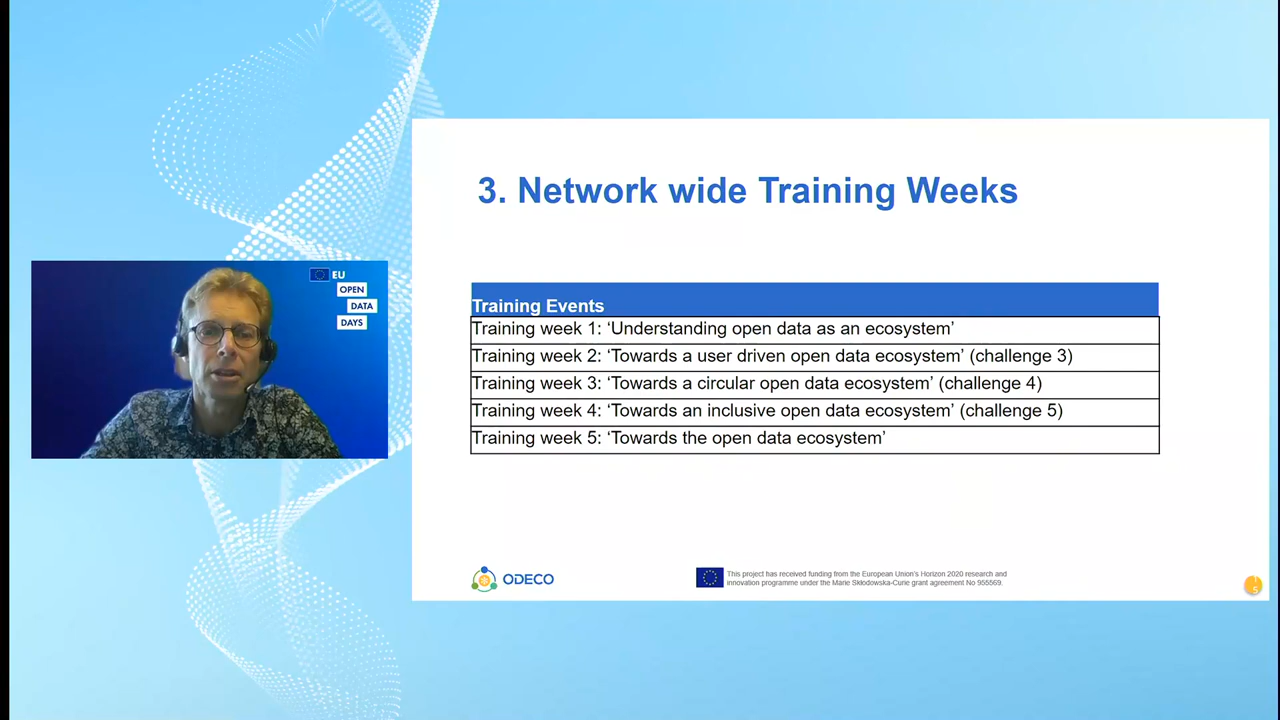 EU
OPEN
DATA
DAYS
3. Network wide Training Weeks
Training Events
Training week 1: ‘Understanding open data as an ecosystem’
Training week 2: ‘Towards a user driven open data ecosystem’ (challenge 3)
Training week 3: ‘Towards a circular open data ecosystem’ (challenge 4)
Training week 4: ‘Towards an inclusive open data ecosystem’ (challenge 5)
Training week 5: ‘Towards the open data ecosystem’
ODECO
This project has received funding from the European Union's Horizon 2020 research and
innovation programme under the Marie Skłodowska-Curie grant agreement No 955569.